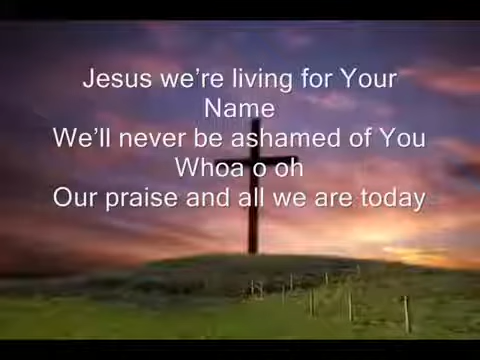 Jesus we're living for Your
Name
We'll never be ashamed of You
Whoa o oh
Our praise and all we are today